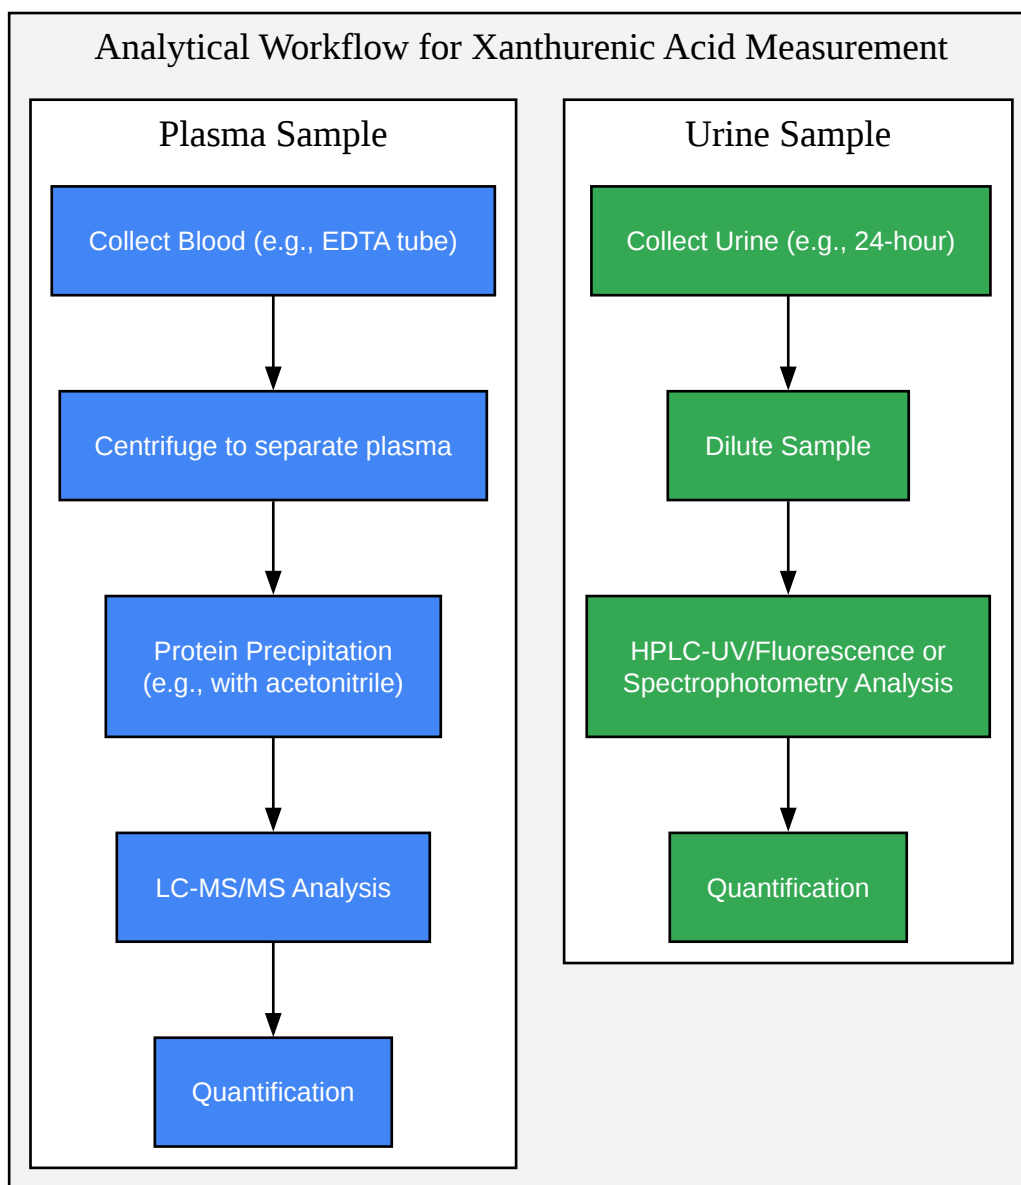 Analytical Workflow for Xanthurenic Acid Measurement
Plasma Sample
Collect Blood (e.g., EDTA tube)
Centrifuge to separate plasma
Protein Precipitation
(e.g., with acetonitrile)
LC-MS/MS Analysis
Quantification
Urine Sample
Collect Urine (e.g., 24-hour)
Dilute Sample
HPLC-UV/Fluorescence or
Spectrophotometry Analysis
Quantification